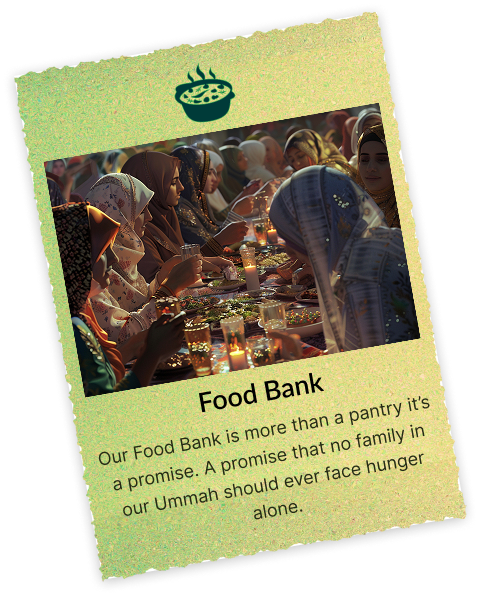 Food Bank
Our Food Bank is more than a pantry it's
a promise. A promise that no family in
our Ummah should ever face hunger
alone.